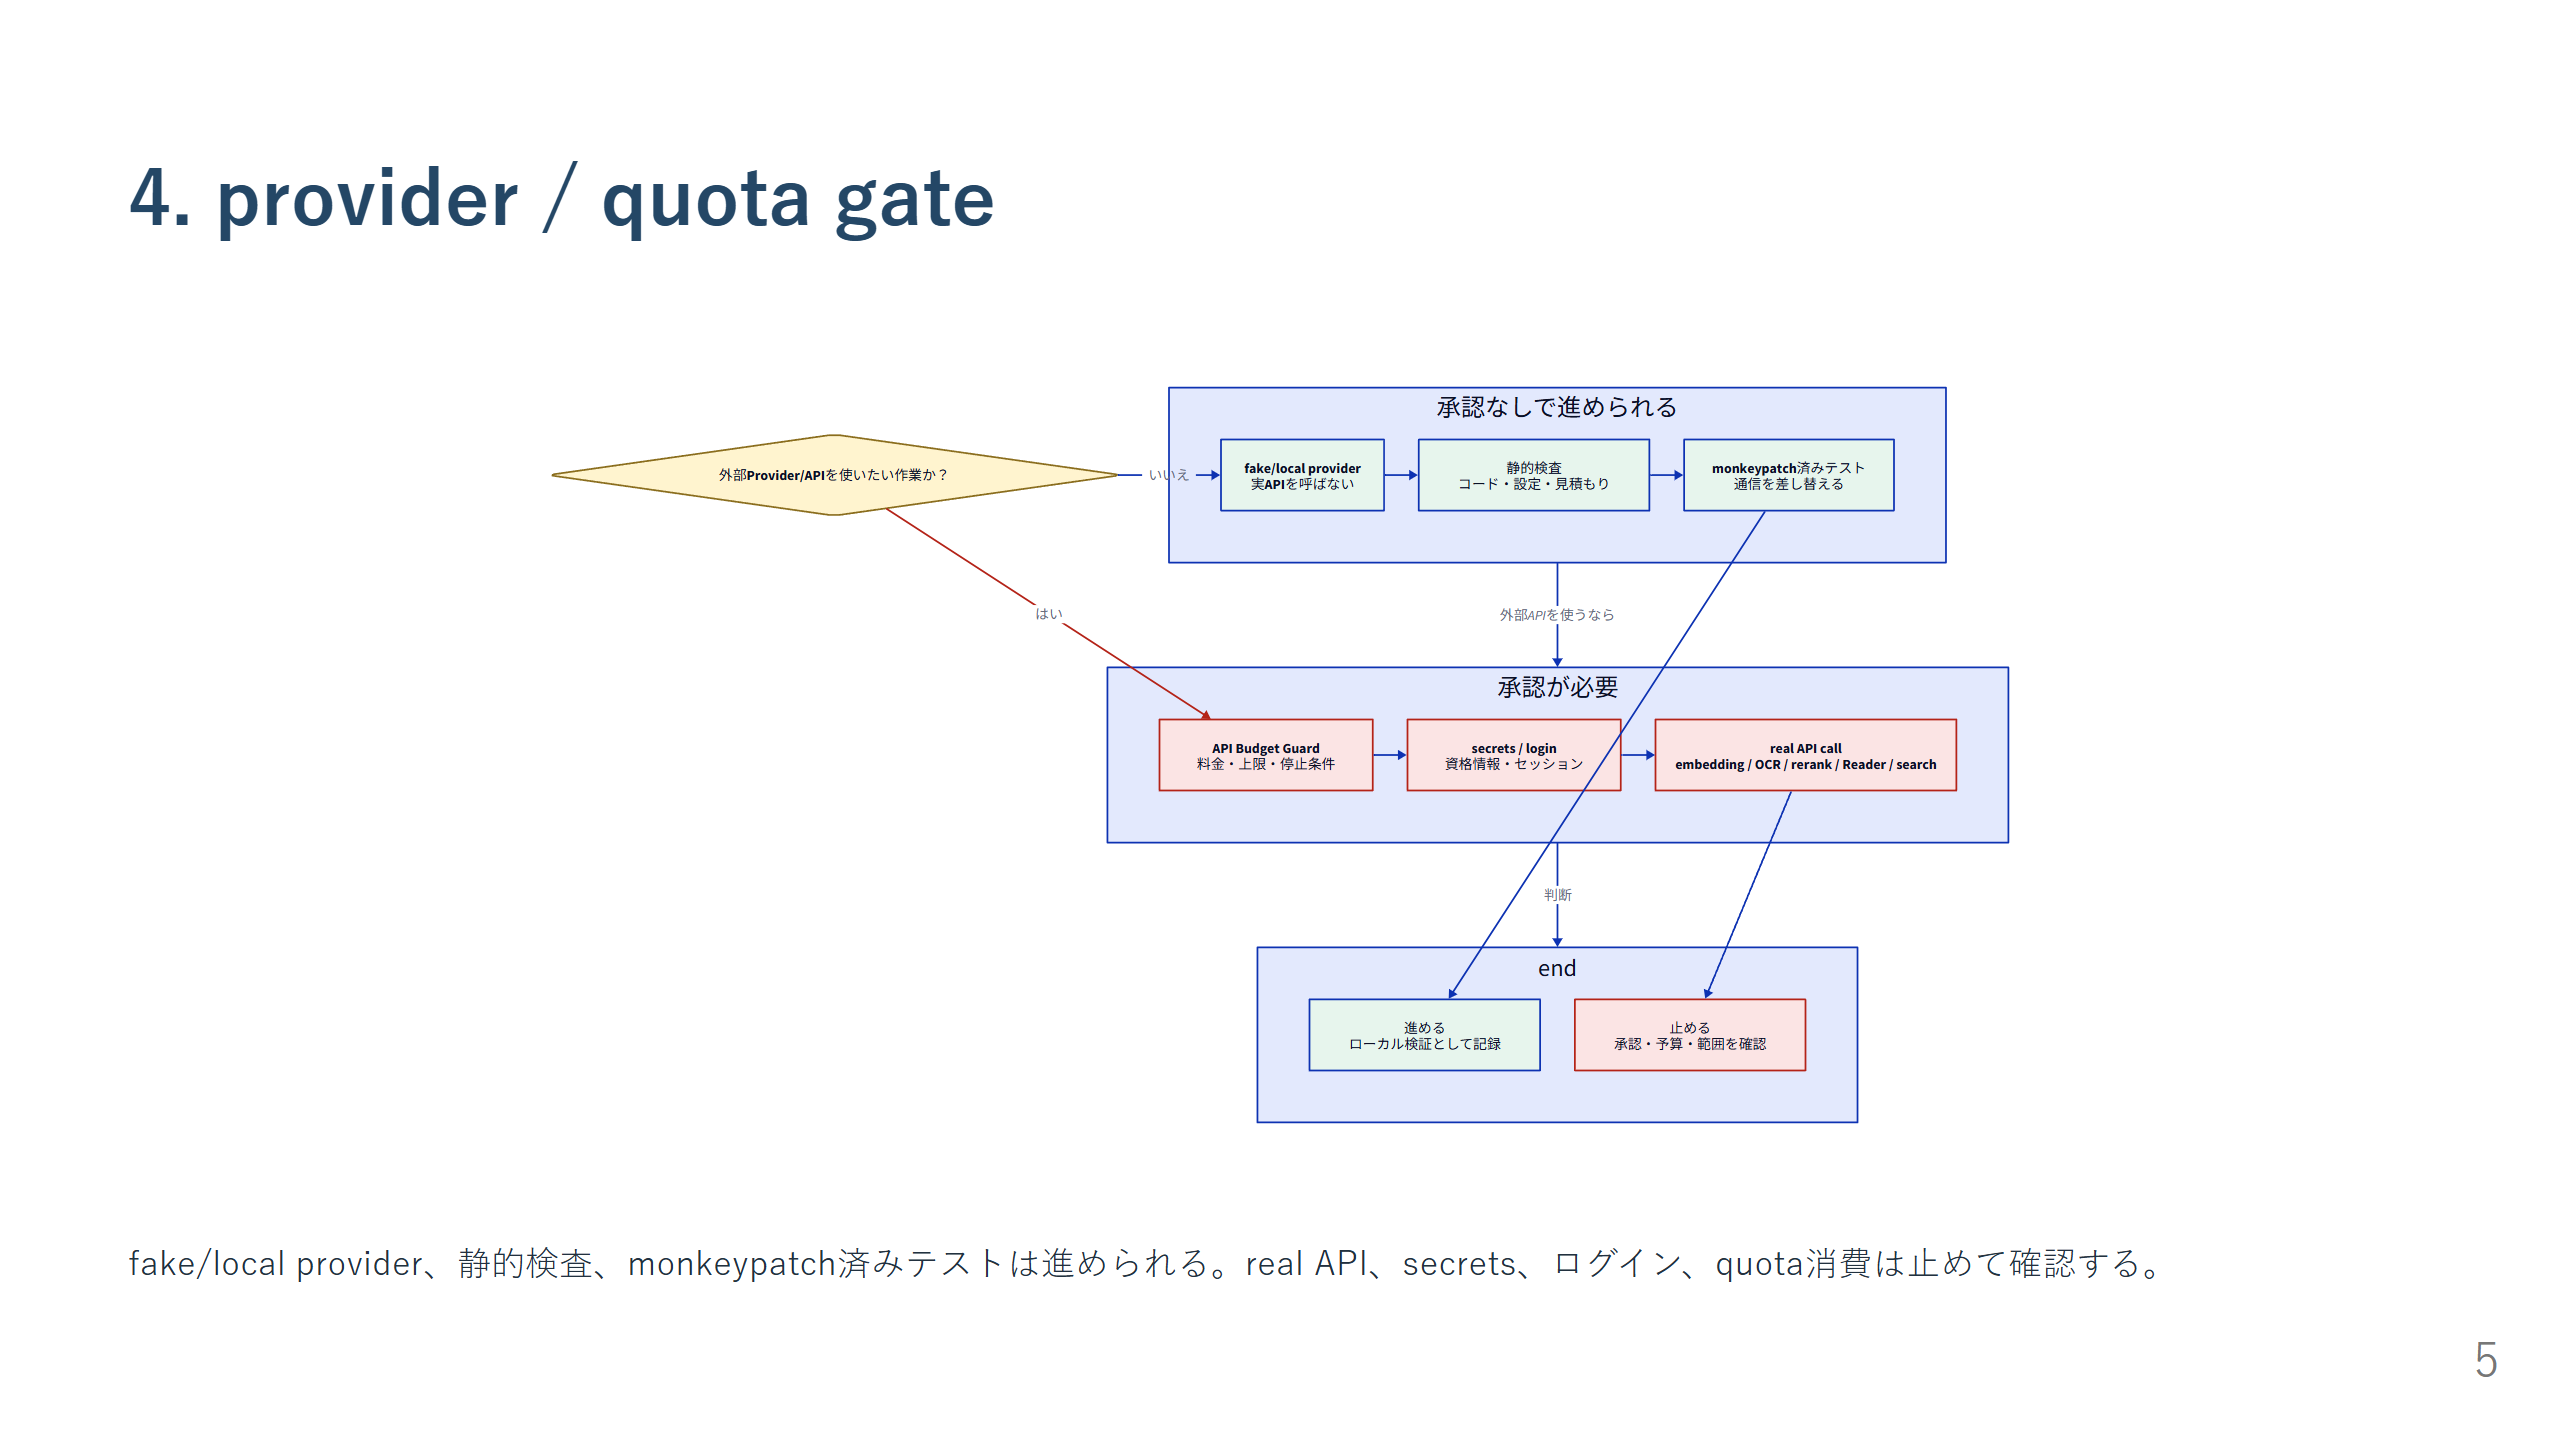 4. provider / quota gate
承認なしで進められる
外部Provider/APIを使いたい作業か？
いいえ
fake/local provider
実APIを呼ばない
静的検査
コード・設定・見積もり
monkeypatch済みテスト
通信を差し替える
はい
外部APIを使うなら
承認が必要
API Budget Guard
料金・上限・停止条件
secrets / login
資格情報・セッション
real API call
embedding / OCR / rerank / Reader / search
判断
end
進める
ローカル検証として記録
止める
承認・予算・範囲を確認
fake/local provider、静的検査、monkeypatch済みテストは進められる。real API、secrets、ログイン、quota消費は止めて確認する。
5